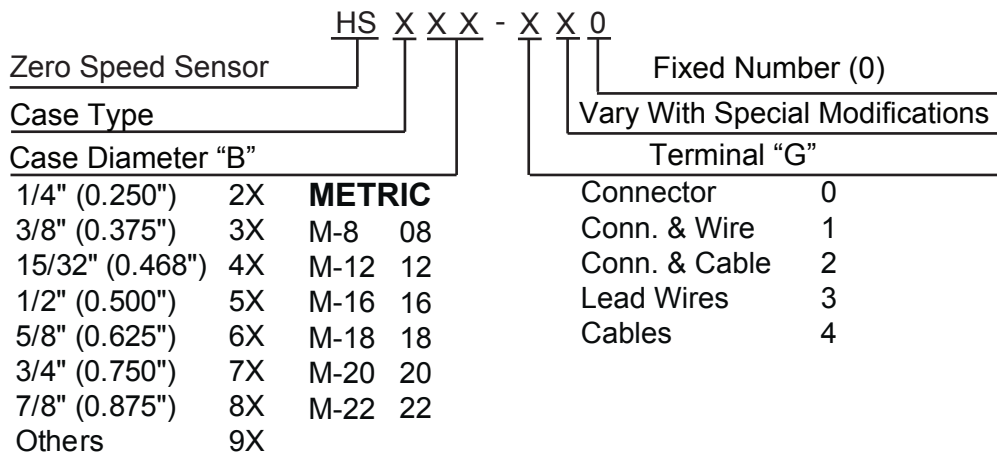 HS X X X - X X 0
Zero Speed Sensor Fixed Number (0)
Case Type Vary With Special Modifications
Case Diameter “B” Terminal “G”
1/4" (0.250") 2X METRIC Connector 0
3/8" (0.375") 3X M-8 08 Conn. & Wire 1
15/32" (0.468") 4X M-12 12 Conn. & Cable 2
1/2" (0.500") 5X M-16 16 Lead Wires 3
5/8" (0.625") 6X M-18 18 Cables 4
3/4" (0.750") 7X M-20 20
7/8" (0.875") 8X M-22 22
Others 9X